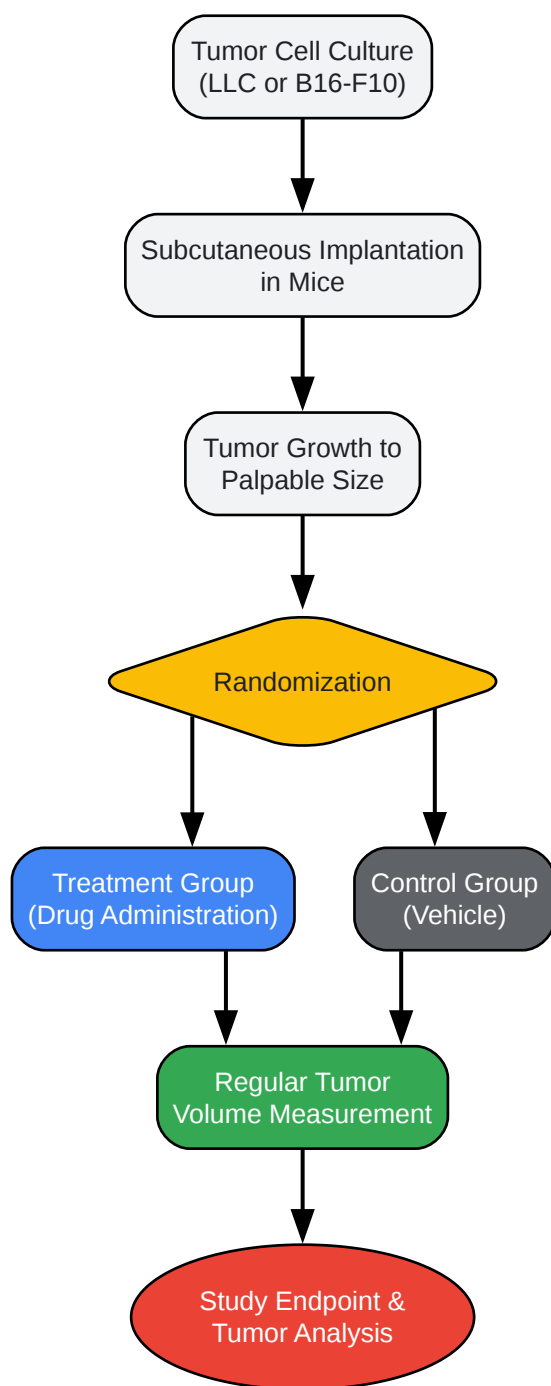 Tumor Cell Culture
(LLC or B16-F10)
Subcutaneous Implantation
in Mice
Tumor Growth to
Palpable Size
Randomization
Treatment Group
(Drug Administration)
Control Group
(Vehicle)
Regular Tumor
Volume Measurement
Study Endpoint &
Tumor Analysis